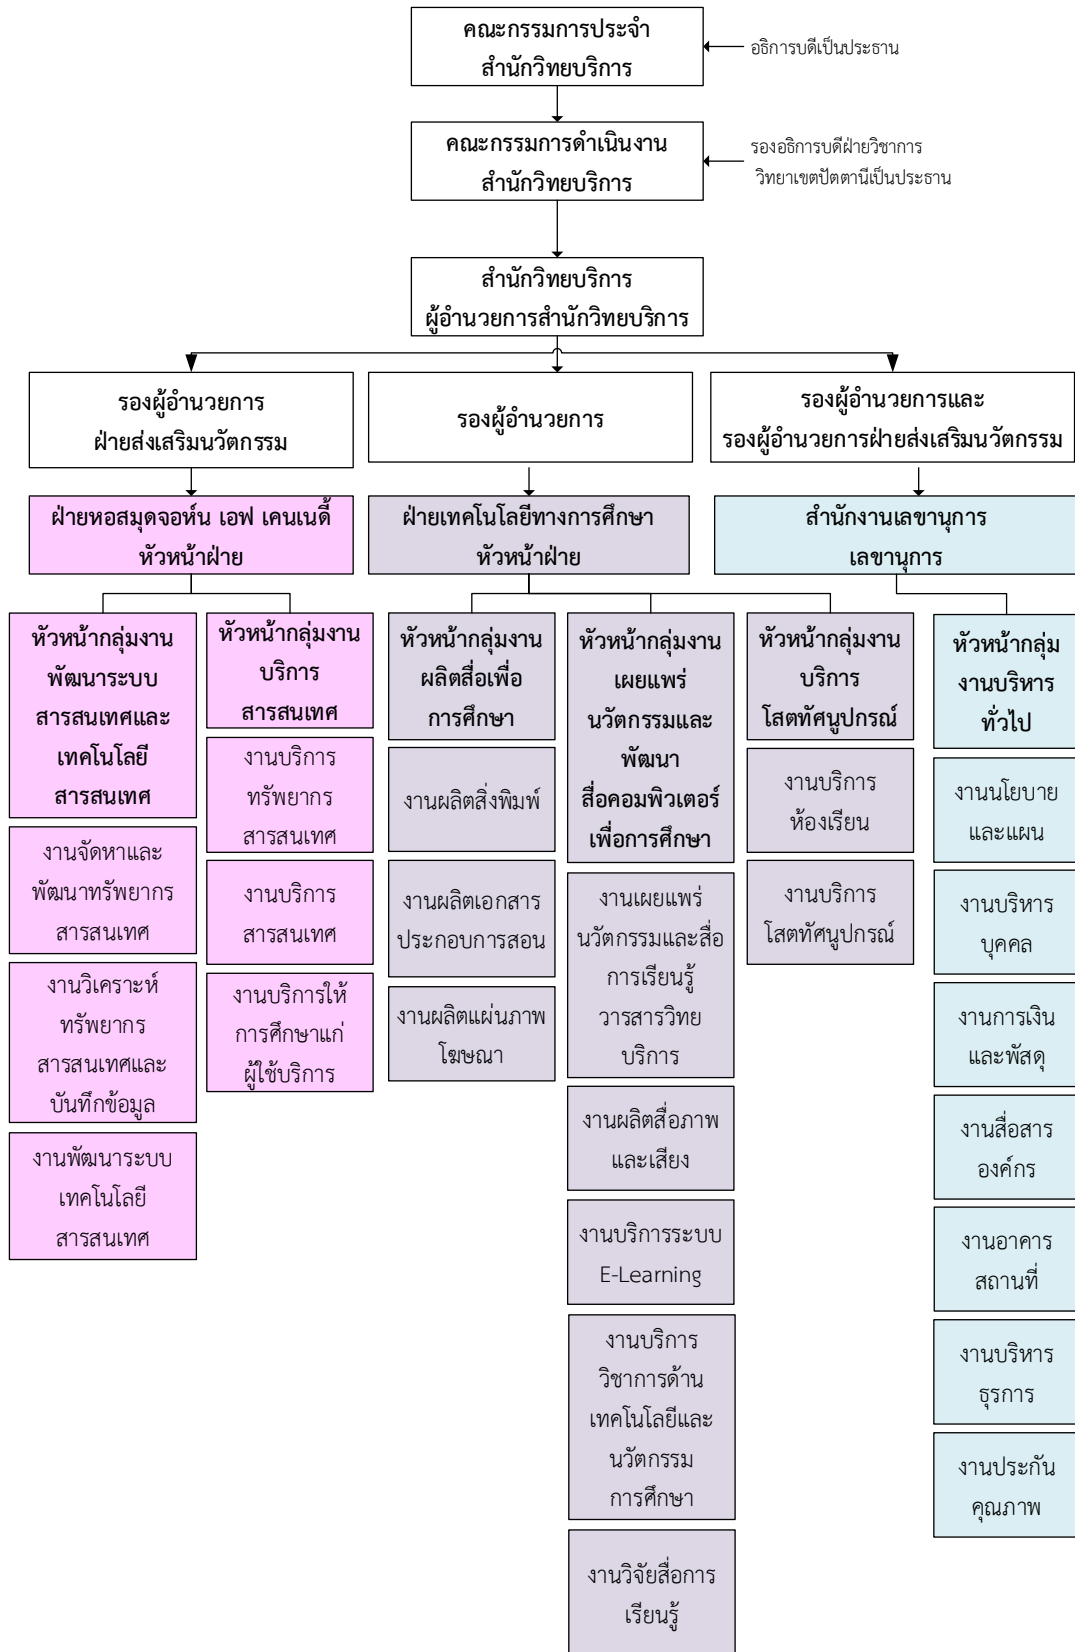 คณะกรรมการประจำ
สำนักวิทยบริการ
อธิการบดีเป็นประธาน
คณะกรรมการดำเนินงาน
สำนักวิทยบริการ
รองอธิการบดีฝ่ายวิชาการ
วิทยาเขตปัตตานีเป็นประธาน
สำนักวิทยบริการ
ผู้อำนวยการสำนักวิทยบริการ
รองผู้อำนวยการ
ฝ่ายส่งเสริมนวัตกรรม
รองผู้อำนวยการ
รองผู้อำนวยการและ
รองผู้อำนวยการฝ่ายส่งเสริมนวัตกรรม
ฝ่ายหอสมุดจอห์น เอฟ เคนเนดี้
หัวหน้าฝ่าย
ฝ่ายเทคโนโลยีทางการศึกษา
หัวหน้าฝ่าย
สำนักงานเลขานุการ
เลขานุการ
หัวหน้ากลุ่มงาน
พัฒนาระบบ
สารสนเทศและ
เทคโนโลยี
สารสนเทศ
งานจัดหาและ
พัฒนาทรัพยากร
สารสนเทศ
งานวิเคราะห์
ทรัพยากร
สารสนเทศและ
บันทึกข้อมูล
งานพัฒนาระบบ
เทคโนโลยี
สารสนเทศ
หัวหน้ากลุ่มงาน
บริการ
สารสนเทศ
งานบริการ
ทรัพยากร
สารสนเทศ
งานบริการ
สารสนเทศ
งานบริการให้
การศึกษาแก่
ผู้ใช้บริการ
หัวหน้ากลุ่มงาน
ผลิตสื่อเพื่อ
การศึกษา
งานผลิตสิ่งพิมพ์
งานผลิตเอกสาร
ประกอบการสอน
งานผลิตแผ่นภาพ
โฆษณา
หัวหน้ากลุ่มงาน
เผยแพร่
นวัตกรรมและ
พัฒนา
สื่อคอมพิวเตอร์
เพื่อการศึกษา
งานเผยแพร่
นวัตกรรมและสื่อ
การเรียนรู้
วารสารวิทย
บริการ
งานผลิตสื่อภาพ
และเสียง
งานบริการระบบ
E-Learning
งานบริการ
วิชาการด้าน
เทคโนโลยีและ
นวัตกรรม
การศึกษา
งานวิจัยสื่อการ
เรียนรู้
หัวหน้ากลุ่มงาน
บริการ
โสตทัศนูปกรณ์
งานบริการ
ห้องเรียน
งานบริการ
โสตทัศนูปกรณ์
หัวหน้ากลุ่ม
งานบริหาร
ทั่วไป
งานนโยบาย
และแผน
งานบริหาร
บุคคล
งานการเงิน
และพัสดุ
งานสื่อสาร
องค์กร
งานอาคาร
สถานที่
งานบริหาร
ธุรการ
งานประกัน
คุณภาพ